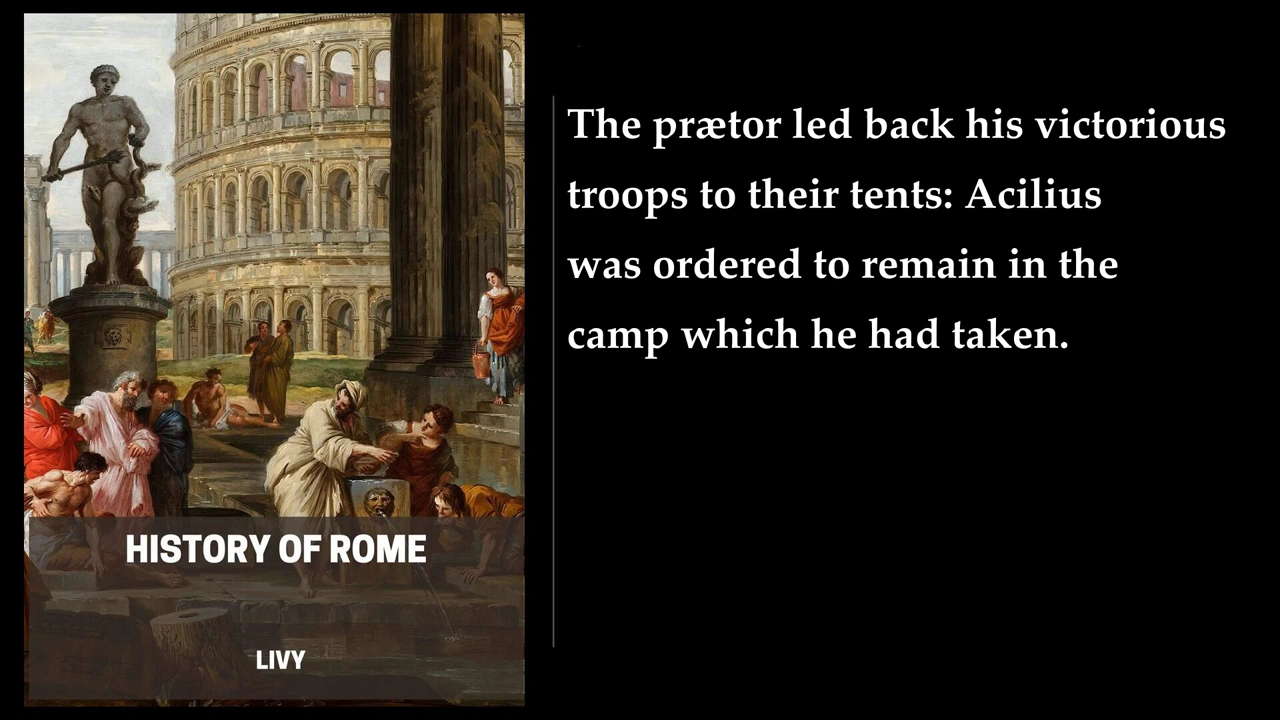 HISTORY OF ROME
LIVY
The prætor led back his victorious
troops to their tents: Acilius
was ordered to remain in the
camp which he had taken.